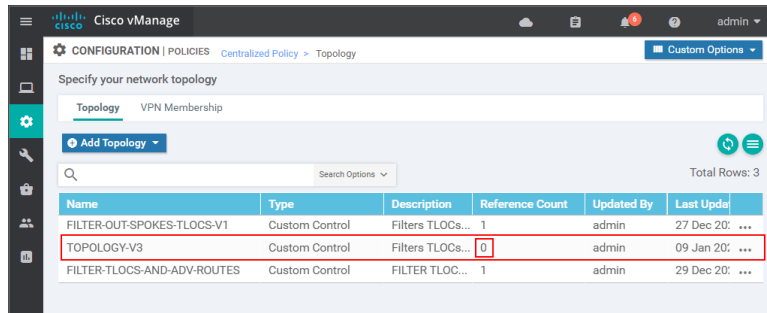 cisco Cisco vManage 6 admin
CONFIGURATION | POLICIES Centralized Policy > Topology Custom Options
Specify your network topology
Topology VPN Membership
Add Topology
Search Options Total Rows: 3
Name Type Description Reference Count Updated By Last Updat
FILTER-OUT-SPOKES-TLOCS-V1 Custom Control Filters TLOCs... 1 admin 27 Dec 20: ...
TOPOLOGY-V3 Custom Control Filters TLOCs... 0 admin 09 Jan 20: ...
FILTER-TLOCS-AND-ADV-ROUTES Custom Control FILTER TLOC... 1 admin 29 Dec 20: ...